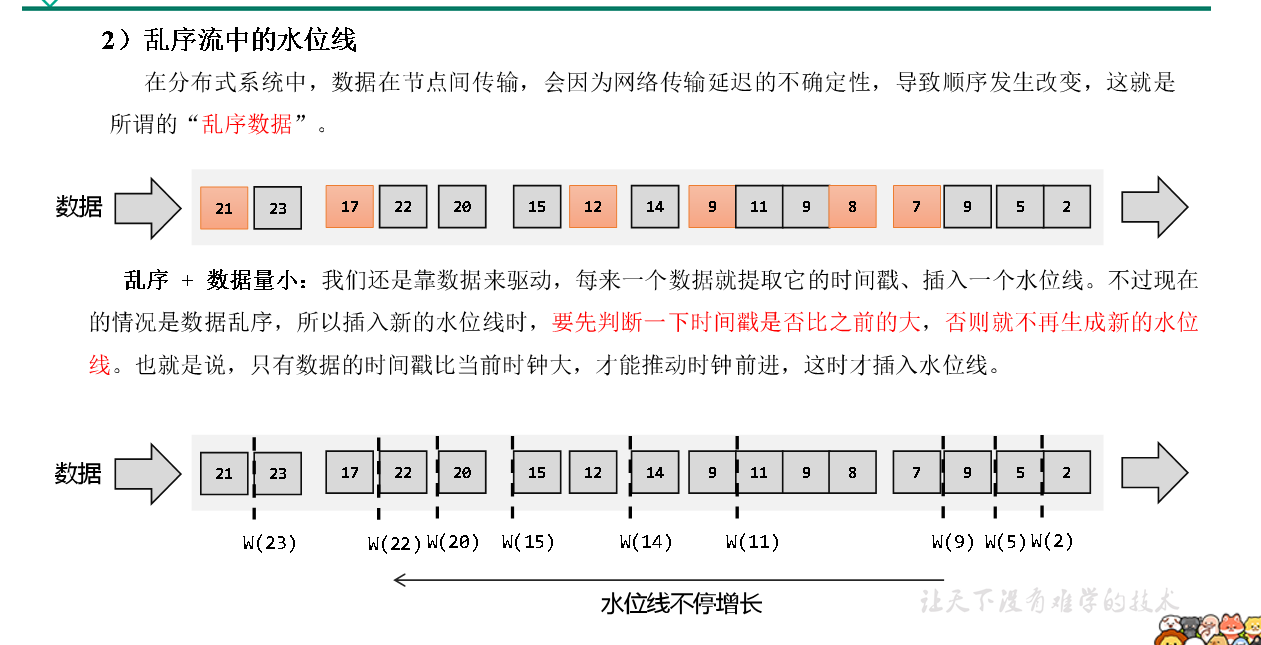 2）乱序流中的水位线
在分布式系统中，数据在节点间传输，会因为网络传输延迟的不确定性，导致顺序发生改变，这就是
所谓的“乱序数据”。
数据 21 23 17 22 20 15 12 14 9 11 9 8 7 9 5 2
乱序 + 数据量小：我们还是靠数据来驱动，每来一个数据就提取它的时间戳、插入一个水位线。不过现在
的情况是数据乱序，所以插入新的水位线时，要先判断一下时间戳是否比之前的大，否则就不再生成新的水位
线。也就是说，只有数据的时间戳比当前时钟大，才能推动时钟前进，这时才插入水位线。
数据 21 23 17 22 20 15 12 14 9 11 9 8 7 9 5 2
W(23) W(22) W(20) W(15) W(14) W(11) W(9) W(5) W(2)
水位线不停增长
让天下没有难学的技术